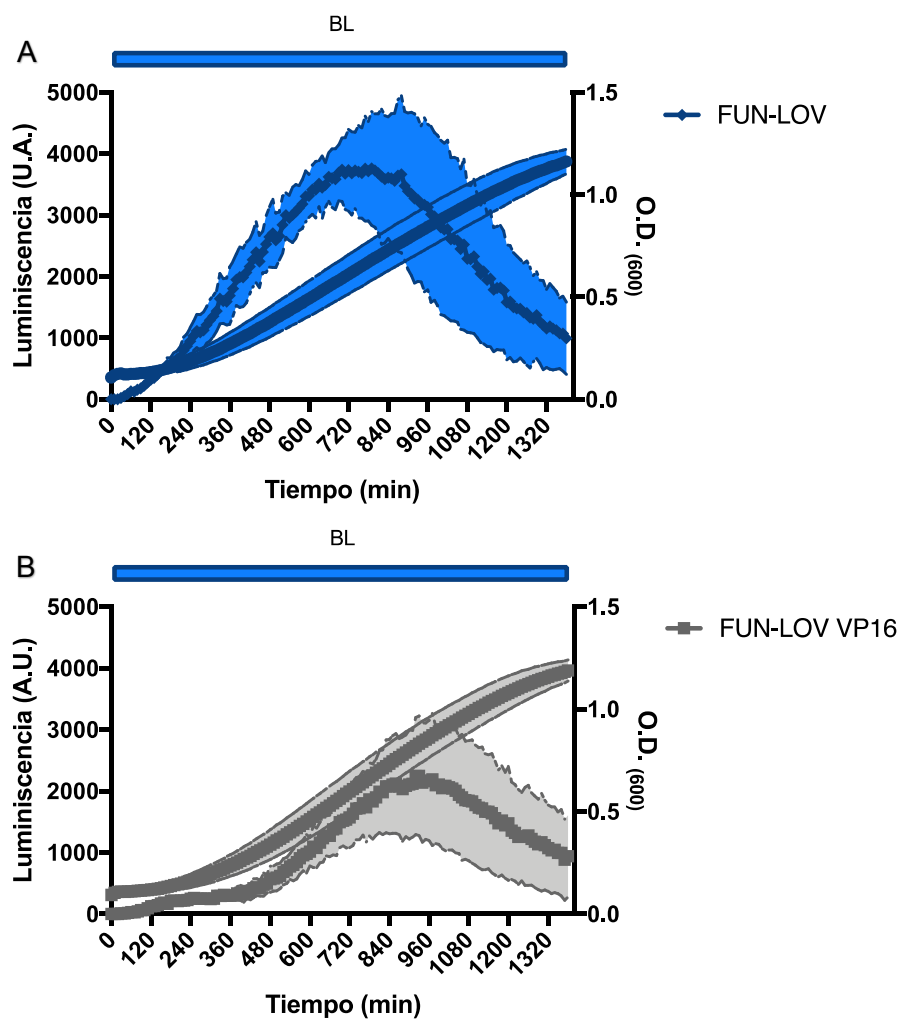 BL
A
5000
4000
3000
2000
1000
0
Luminiscencia (U.A.)
1.5
1.0
0.5
0.0
O.D. (600)
FUN-LOV
0 120 240 360 480 600 720 840 960 1080 1200 1320
Tiempo (min)
BL
B
5000
4000
3000
2000
1000
0
Luminiscencia (A.U.)
1.5
1.0
0.5
0.0
O.D. (600)
FUN-LOV VP16
0 120 240 360 480 600 720 840 960 1080 1200 1320
Tiempo (min)